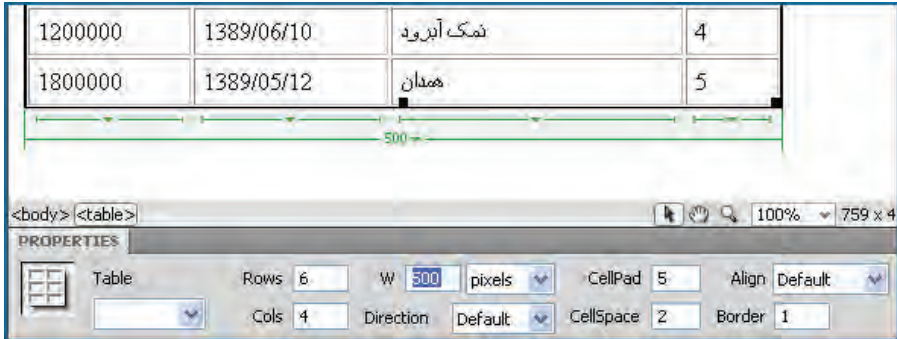 1200000 1389/06/10 نمک آبرود 4
1800000 1389/05/12 همدان 5
500
<body> <table> 100% 759 x 4
PROPERTIES
Table Rows 6 W 500 pixels CellPad 5 Align Default
Cols 4 Direction Default CellSpace 2 Border 1